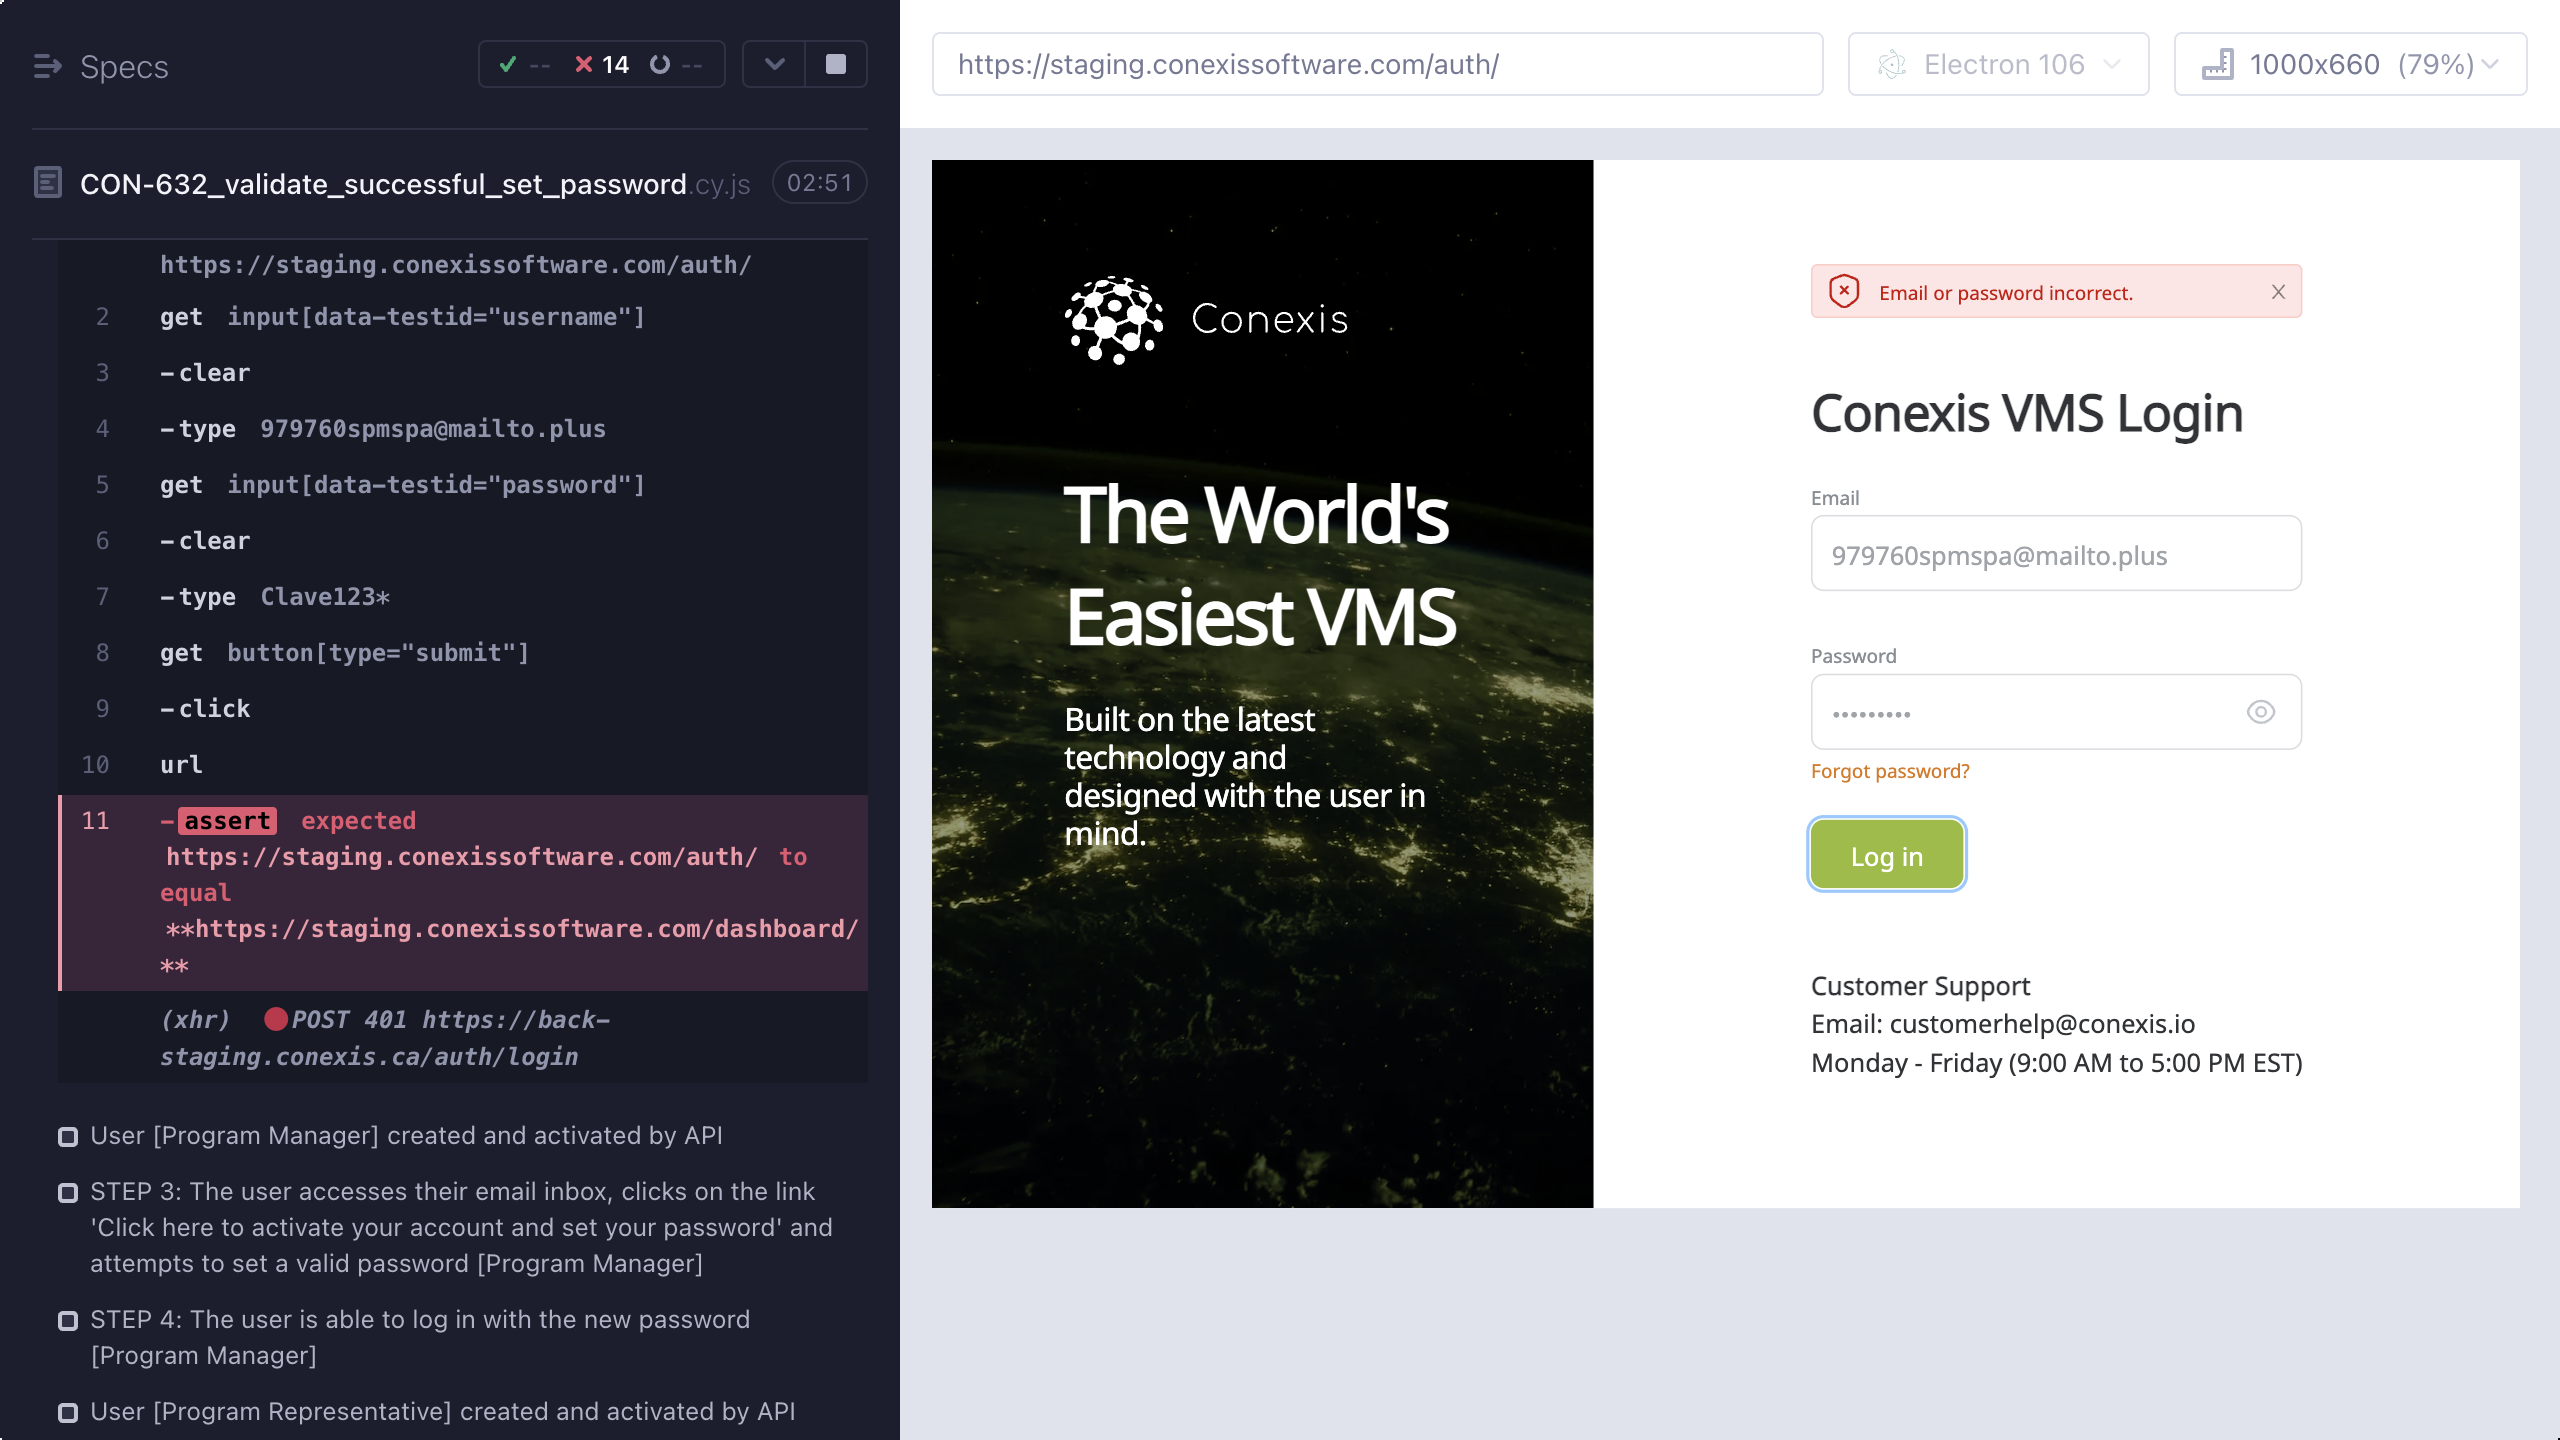 Specs
-- 14 --
CON-632_validate_successful_set_password.cy.js 02:51
https://staging.conexissoftware.com/auth/
2 get input[data-testid="username"]
3 -clear
4 -type 979760spmspa@mailto.plus
5 get input[data-testid="password"]
6 -clear
7 -type Clave123*
8 get button[type="submit"]
9 -click
10 url
11 -assert expected
https://staging.conexissoftware.com/auth/ to
equal
**https://staging.conexissoftware.com/dashboard/
**
(xhr) POST 401 https://back-
staging.conexis.ca/auth/login
User [Program Manager] created and activated by API
STEP 3: The user accesses their email inbox, clicks on the link
'Click here to activate your account and set your password' and
attempts to set a valid password [Program Manager]
STEP 4: The user is able to log in with the new password
[Program Manager]
User [Program Representative] created and activated by API
https://staging.conexissoftware.com/auth/
Electron 106
1000x660 (79%)
Conexis
The World's
Easiest VMS
Built on the latest
technology and
designed with the user in
mind.
Email or password incorrect.
Conexis VMS Login
Email
979760spmspa@mailto.plus
Password
•••••••••
Forgot password?
Log in
Customer Support
Email: customerhelp@conexis.io
Monday - Friday (9:00 AM to 5:00 PM EST)